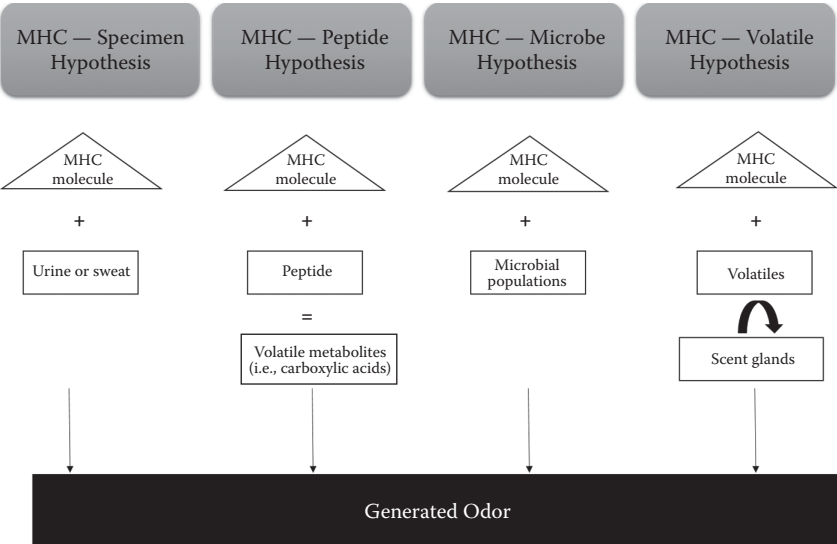 MHC — Specimen
Hypothesis
MHC — Peptide
Hypothesis
MHC — Microbe
Hypothesis
MHC — Volatile
Hypothesis
MHC
molecule
MHC
molecule
MHC
molecule
MHC
molecule
+
+
+
+
Urine or sweat
Peptide
Microbial
populations
Volatiles
=
Volatile metabolites
(i.e., carboxylic acids)
Scent glands
Generated Odor